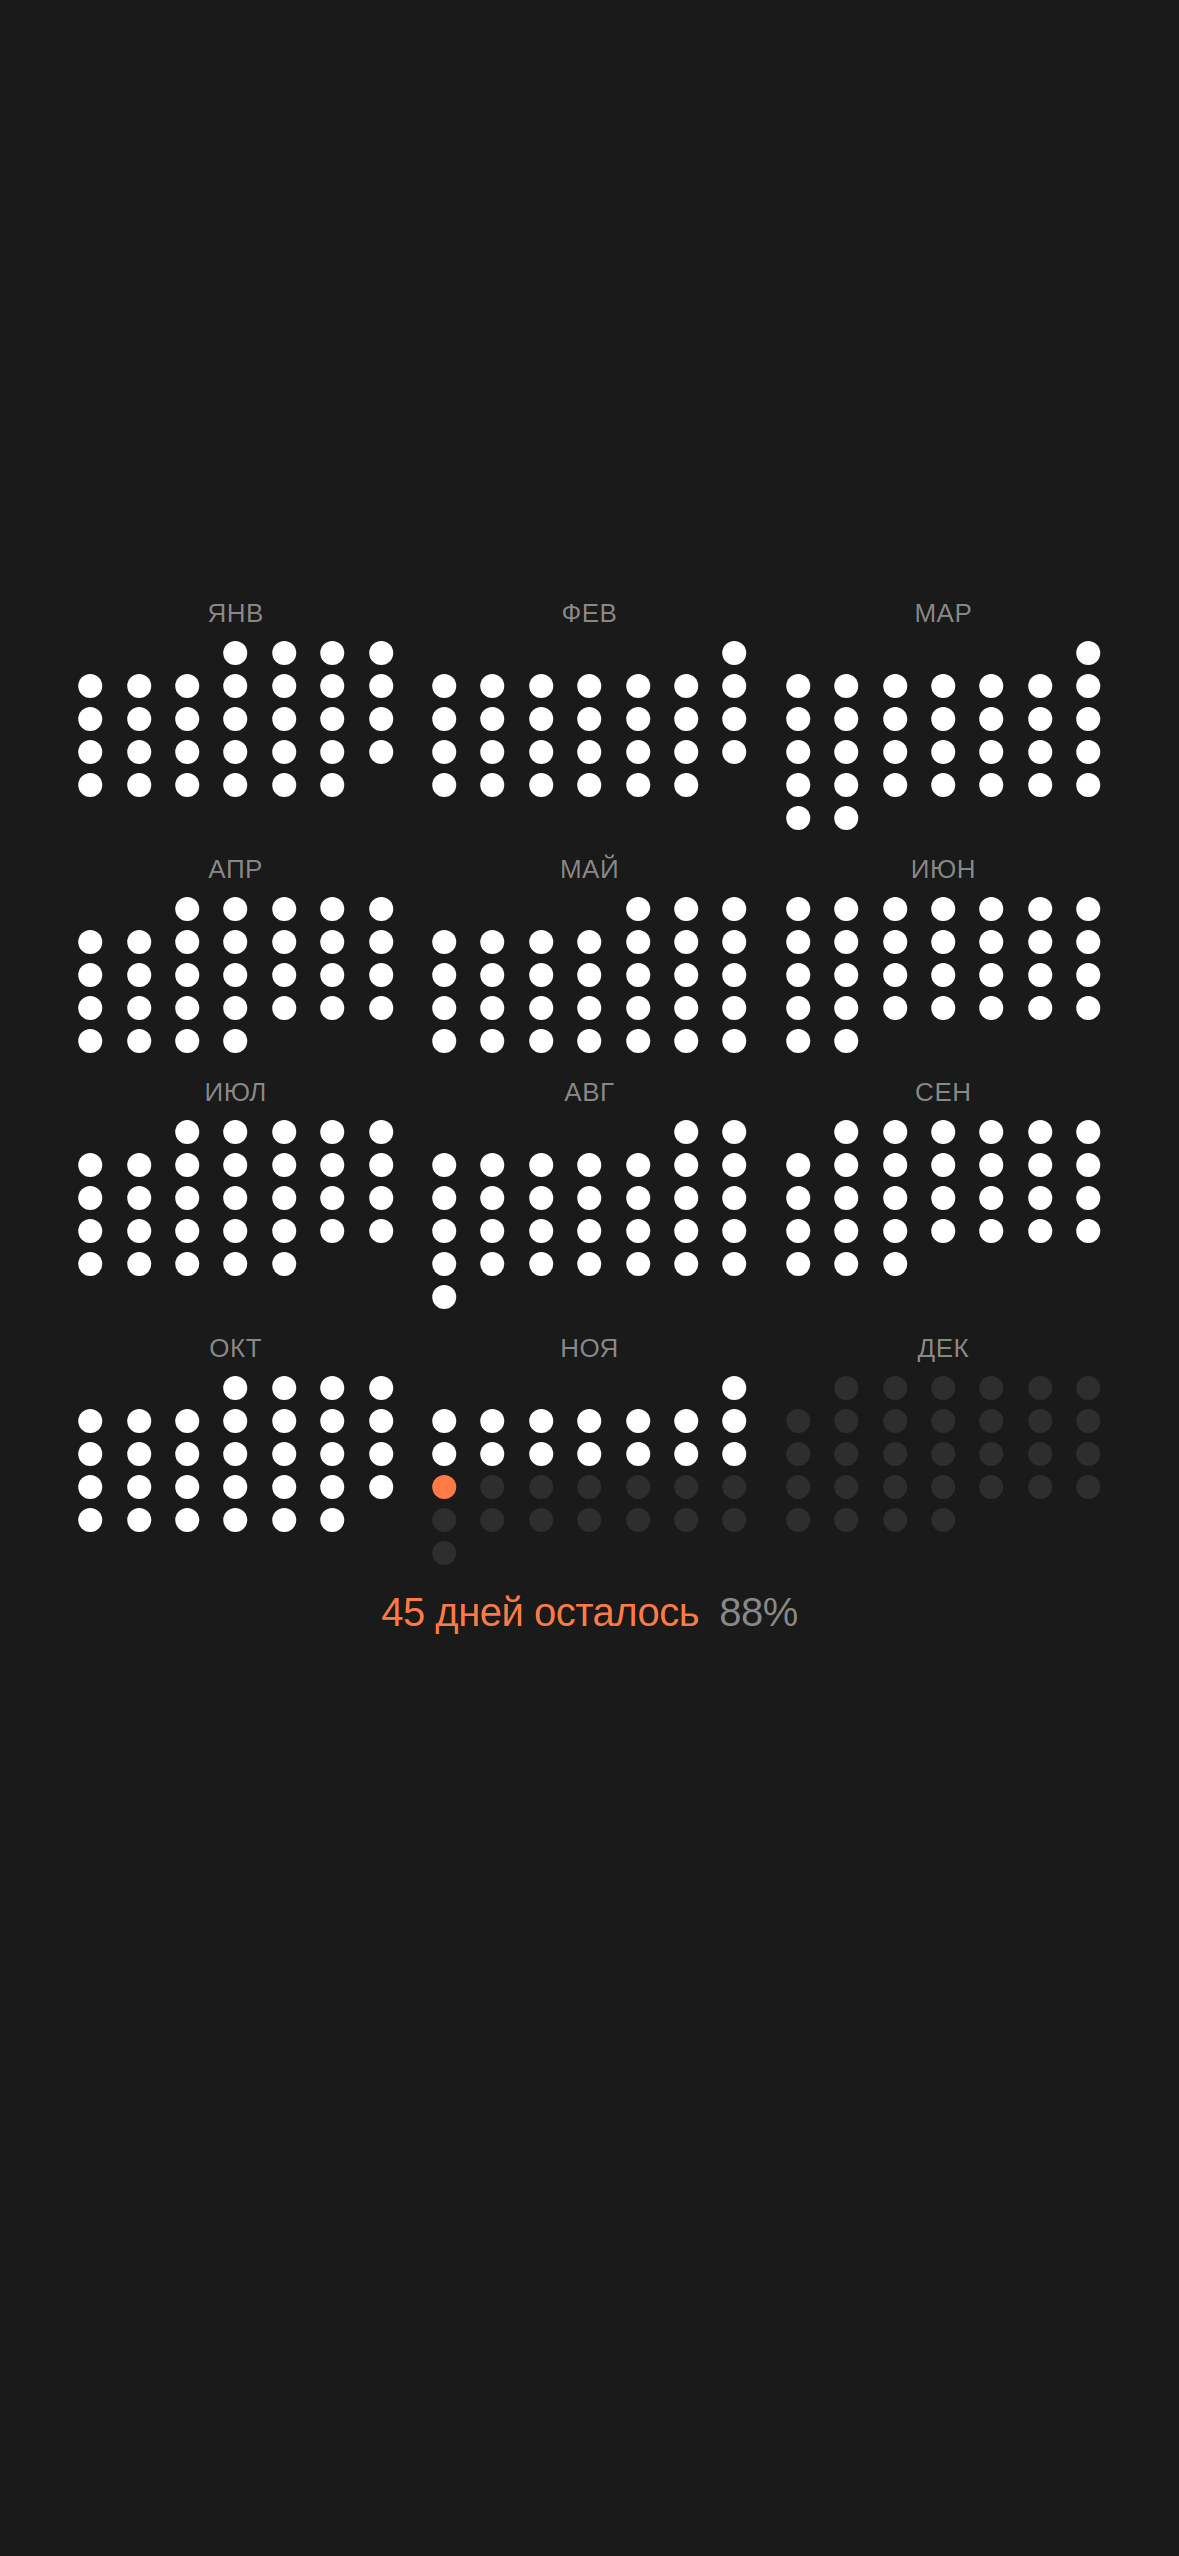 ЯНВ ФЕВ МАР
АПР МАЙ ИЮН
ИЮЛ АВГ СЕН
ОКТ НОЯ ДЕК
45 дней осталось 88%